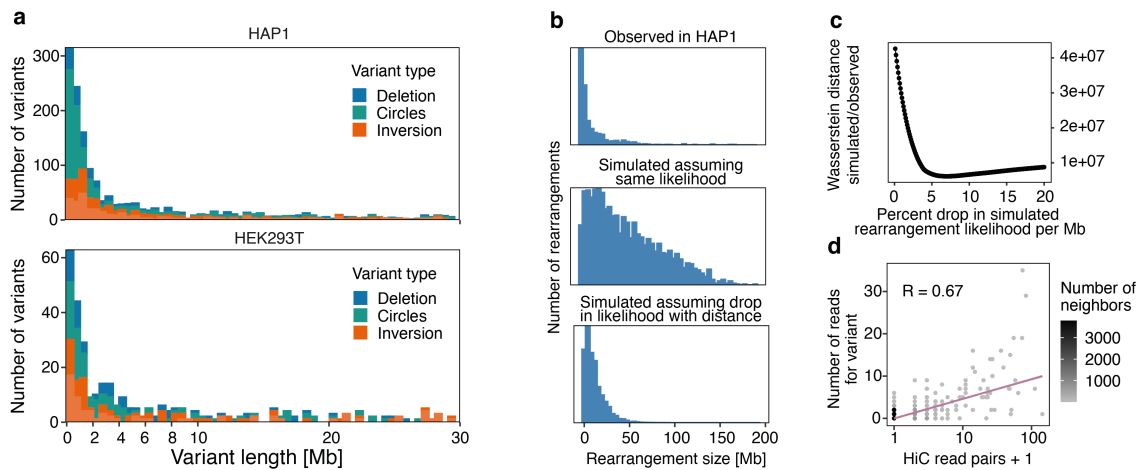 a
HAP1
Number of variants
300
200
100
0
Variant type
Deletion
Circles
Inversion
HEK293T
Number of variants
60
40
20
0
Variant type
Deletion
Circles
Inversion
0 2 4 6 8 10 20 30
Variant length [Mb]
b
Number of rearrangements
Observed in HAP1
Simulated assuming
same likelihood
Simulated assuming drop
in likelihood with distance
0 50 100 150 200
Rearrangement size [Mb]
c
Wasserstein distance
simulated/observed
4e+07
3e+07
2e+07
1e+07
0 5 10 15 20
Percent drop in simulated
rearrangement likelihood per Mb
d
Number of reads
for variant
30
20
10
0
R = 0.67
1 10 100
HiC read pairs + 1
Number of
neighbors
3000
2000
1000